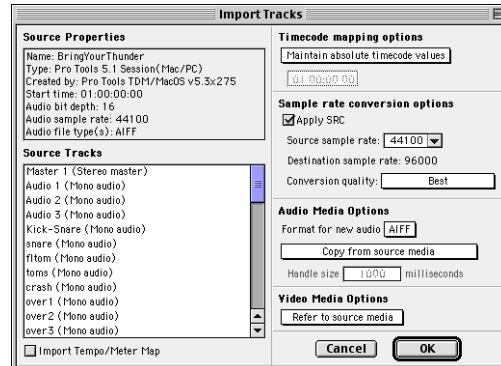 Import Tracks
Source Properties
Name: BringYourThunder
Type: Pro Tools 5.1 Session(Mac/PC)
Created by: Pro Tools TDM/MacOS v5.3x275
Start time: 01:00:00:00
Audio bit depth: 16
Audio sample rate: 44100
Audio file type(s): AIFF
Source Tracks
Master 1 (Stereo master)
Audio 1 (Mono audio)
Audio 2 (Mono audio)
Audio 3 (Mono audio)
Kick-Snare (Mono audio)
snare (Mono audio)
fltom (Mono audio)
toms (Mono audio)
crash (Mono audio)
over1 (Mono audio)
over2 (Mono audio)
over3 (Mono audio)
Import Tempo/Meter Map
Timecode mapping options
Maintain absolute timecode values
01:00:00:00
Sample rate conversion options
Apply SRC
Source sample rate: 44100
Destination sample rate: 96000
Conversion quality: Best
Audio Media Options
Format for new audio AIFF
Copy from source media
Handle size 1000 milliseconds
Video Media Options
Refer to source media
Cancel OK